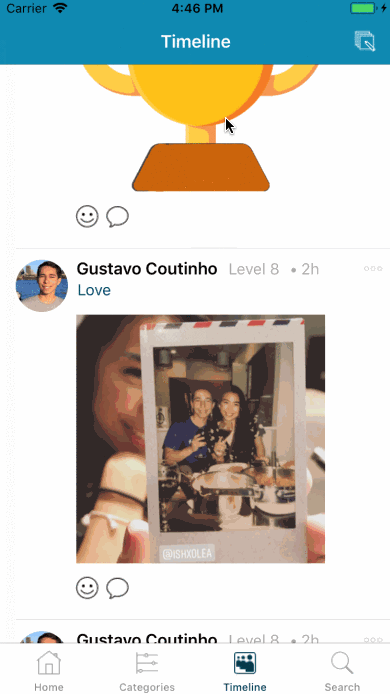 Carrier 4:46 PM
Timeline
Gustavo Coutinho Level 8 • 2h
Love
@ISHXOLEA
Gustavo Coutinho Level 8 • 2h
Home Categories Timeline Search